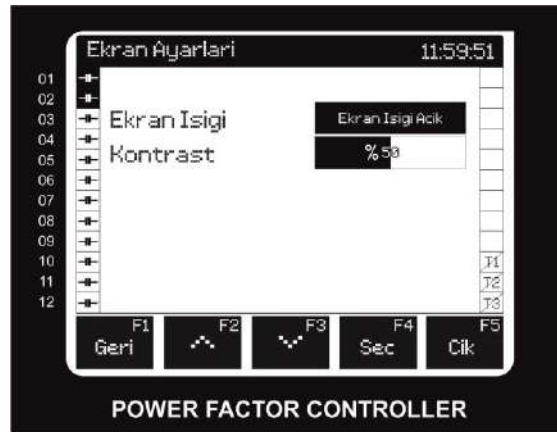 Ekran Ayarlari 11:59:51
01
02
03 Ekran Isigi Ekran Isigi Acik
04
05 Kontrast %50
06
07
08
09
10 T1
11 T2
12 T3
F1 F2 F3 F4 F5
Geri Sec Cik
POWER FACTOR CONTROLLER